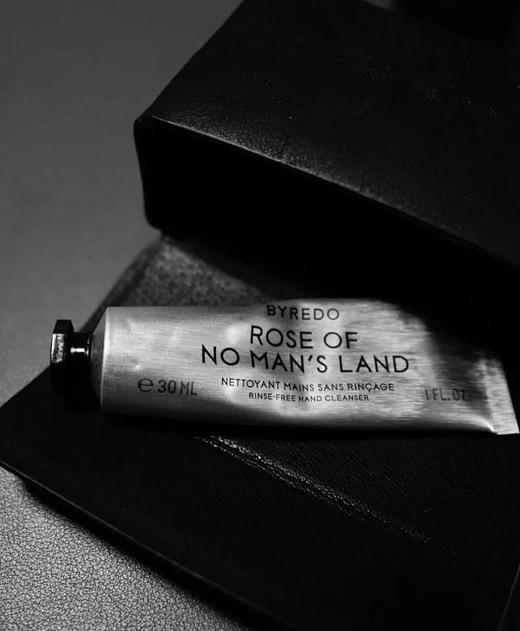 BYREDO
ROSE OF
NO MAN'S LAND
NETTOYANT MAINS SANS RINÇAGE
RINSE-FREE HAND CLEANSER
℮ 30 ML
1 FL.OZ.